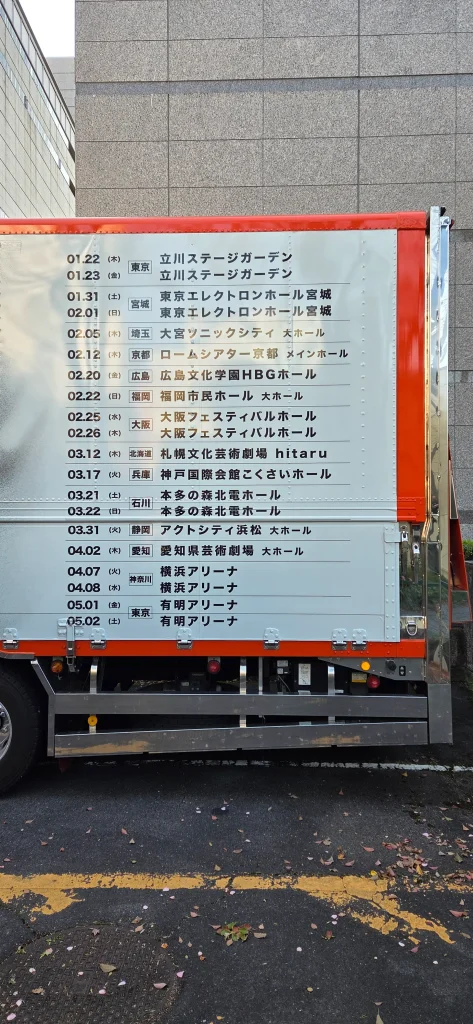 01.22 (木) 東京 立川ステージガーデン
01.23 (金) 立川ステージガーデン
01.31 (土) 宮城 東京エレクトロンホール宮城
02.01 (日) 東京エレクトロンホール宮城
02.05 (木) 埼玉 大宮ソニックシティ 大ホール
02.12 (木) 京都 ロームシアター京都 メインホール
02.20 (金) 広島 広島文化学園HBGホール
02.22 (日) 福岡 福岡市民ホール 大ホール
02.25 (水) 大阪 大阪フェスティバルホール
02.26 (木) 大阪フェスティバルホール
03.12 (木) 北海道 札幌文化芸術劇場 hitaru
03.17 (火) 兵庫 神戸国際会館こくさいホール
03.21 (土) 石川 本多の森北電ホール
03.22 (日) 本多の森北電ホール
03.31 (火) 静岡 アクトシティ浜松 大ホール
04.02 (木) 愛知 愛知県芸術劇場 大ホール
04.07 (火) 神奈川 横浜アリーナ
04.08 (水) 横浜アリーナ
05.01 (金) 東京 有明アリーナ
05.02 (土) 有明アリーナ